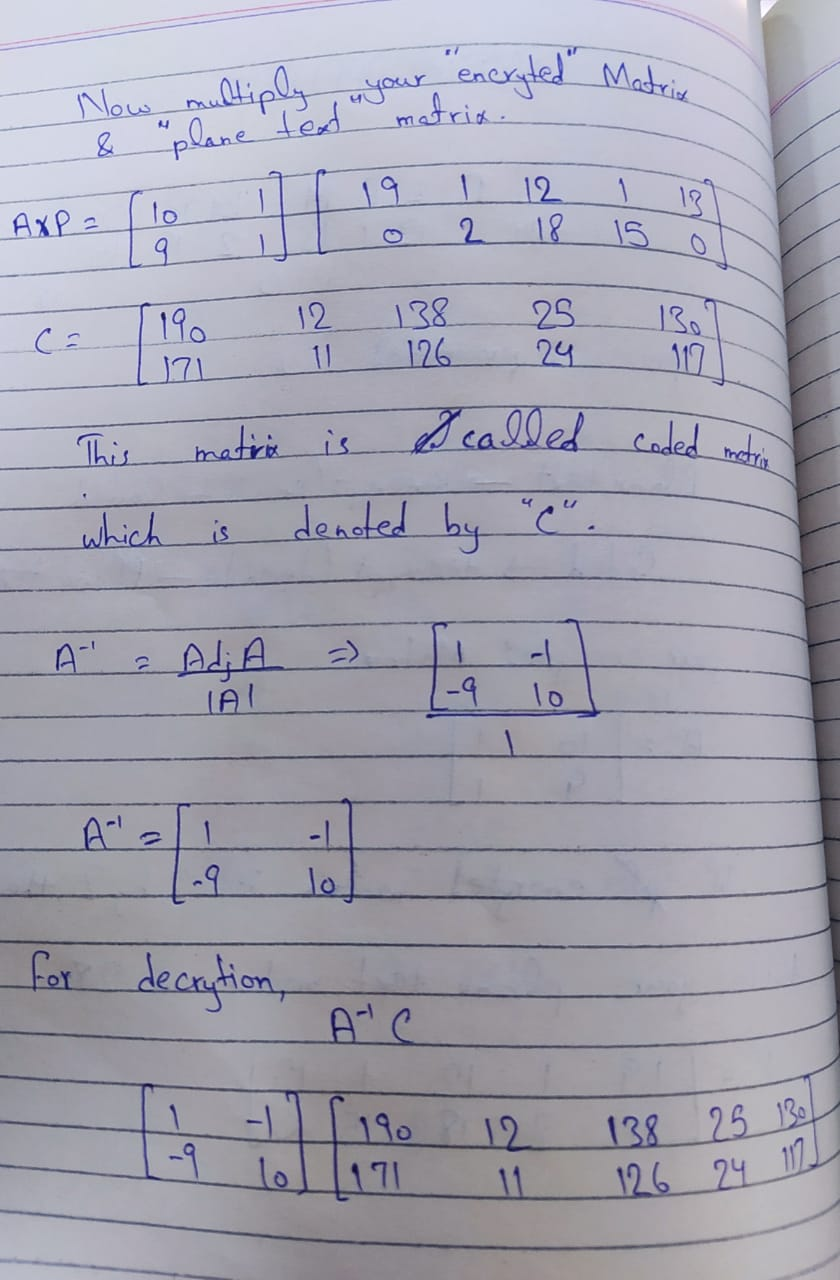 Now multiply "your "encryted" Matrix
& "plane text" matrix.
A×P = [10 1
9 1] [19 1 12 1 13
0 2 18 15 0]
C = [190 12 138 25 130
171 11 126 24 117]
This matrix is called coded matrix
which is denoted by "C".
A⁻¹ = Adj A / |A| => [1 -1
-9 10] / 1
A⁻¹ = [1 -1
-9 10]
For decrytion,
A⁻¹ C
[1 -1
-9 10] [190 12 138 25 130
171 11 126 24 117]